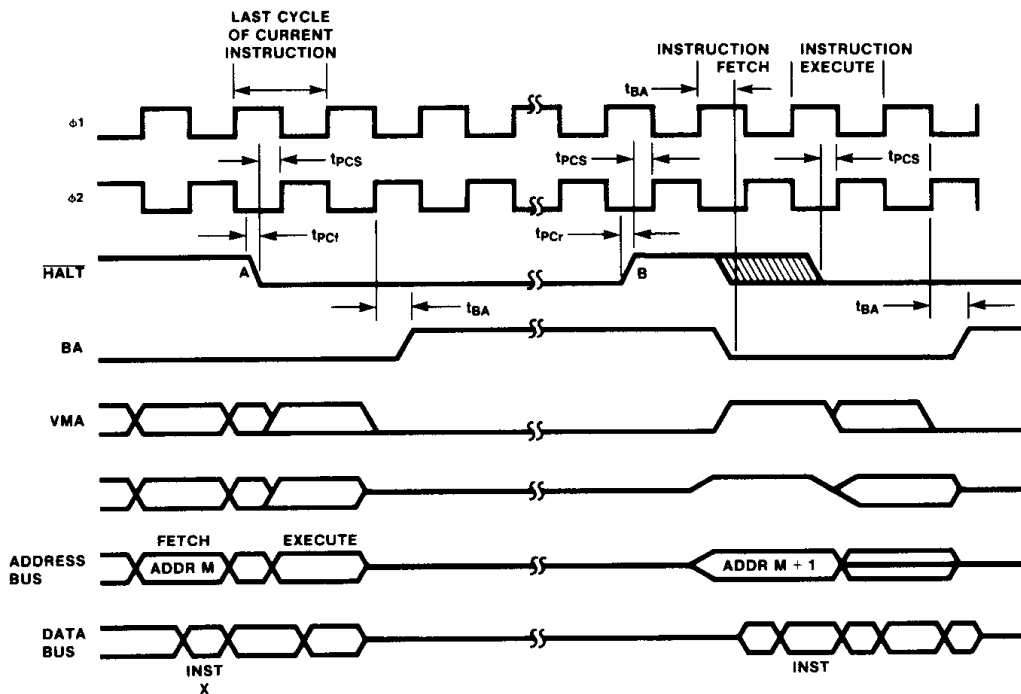 LAST CYCLE
OF CURRENT
INSTRUCTION
INSTRUCTION
FETCH
INSTRUCTION
EXECUTE
tBA
ϕ1
tPCS
tPCS
tPCS
ϕ2
tPCf
tPCr
HALT
A
B
tBA
tBA
BA
VMA
FETCH
EXECUTE
ADDRESS
BUS
ADDR M
ADDR M + 1
DATA
BUS
INST
X
INST